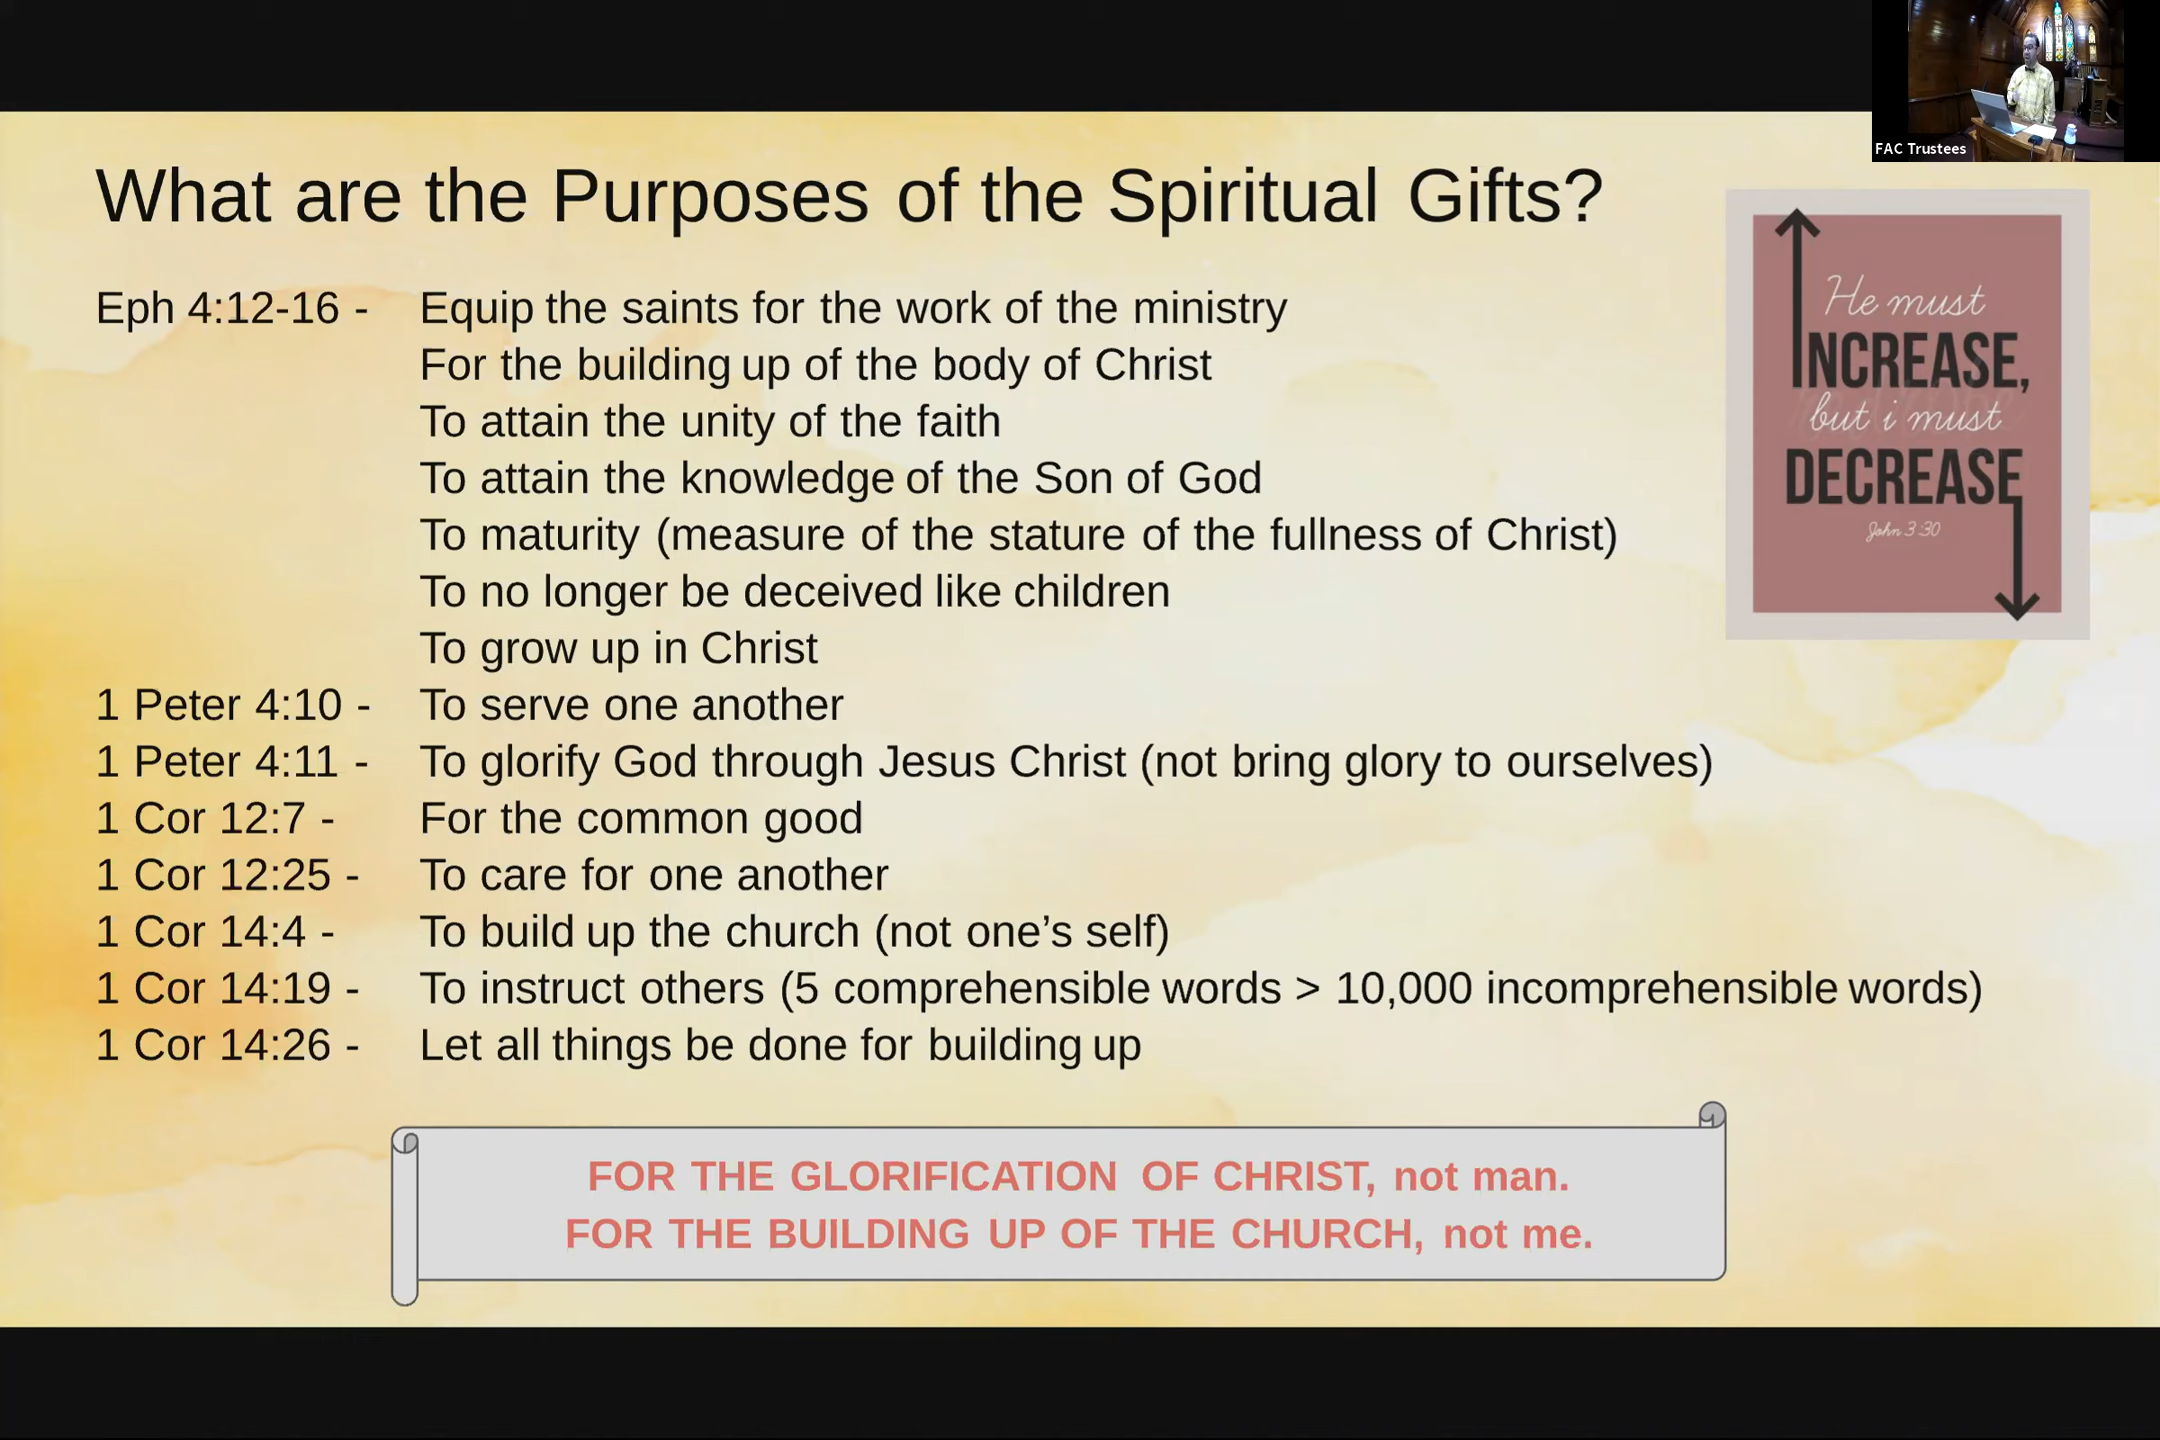 FAC Trustees
What are the Purposes of the Spiritual Gifts?
Eph 4:12-16 - Equip the saints for the work of the ministry
For the building up of the body of Christ
To attain the unity of the faith
To attain the knowledge of the Son of God
To maturity (measure of the stature of the fullness of Christ)
To no longer be deceived like children
To grow up in Christ
1 Peter 4:10 - To serve one another
1 Peter 4:11 - To glorify God through Jesus Christ (not bring glory to ourselves)
1 Cor 12:7 - For the common good
1 Cor 12:25 - To care for one another
1 Cor 14:4 - To build up the church (not one’s self)
1 Cor 14:19 - To instruct others (5 comprehensible words > 10,000 incomprehensible words)
1 Cor 14:26 - Let all things be done for building up
He must
INCREASE,
but i must
DECREASE
John 3:30
FOR THE GLORIFICATION OF CHRIST, not man.
FOR THE BUILDING UP OF THE CHURCH, not me.